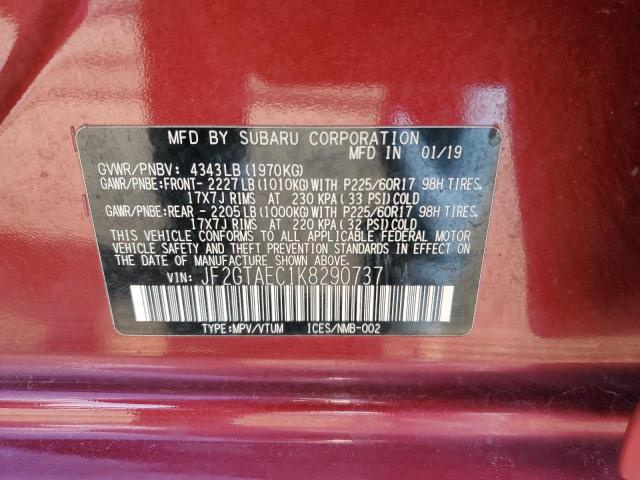 MFD BY SUBARU CORPORATION
MFD IN 01/19
GVWR/PNBV: 4343LB (1970KG)
GAWR/PNBE:FRONT- 2227LB(1010KG)WITH P225/60R17 98H TIRES,
17X7J RIMS AT 230 KPA(33 PSI)COLD
GAWR/PNBE:REAR - 2205LB(1000KG)WITH P225/60R17 98H TIRES,
17X7J RIMS AT 220 KPA(32 PSI)COLD
THIS VEHICLE CONFORMS TO ALL APPLICABLE FEDERAL MOTOR
VEHICLE SAFETY AND THEFT PREVENTION STANDARDS IN EFFECT ON
THE DATE OF MANUFACTURE SHOWN ABOVE.
VIN: JF2GTAEC1K8290737
TYPE:MPV/VTUM ICES/NMB-002